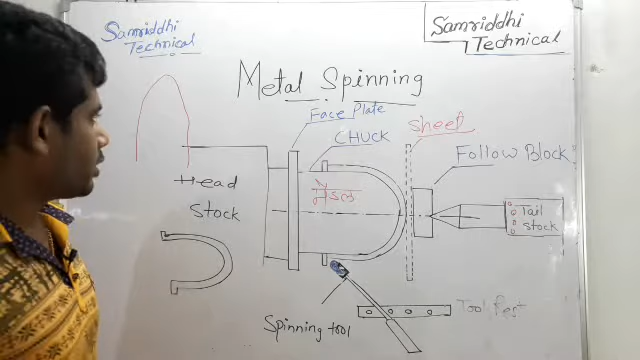 Samriddhi
Technical
Samriddhi
Technical
Metal Spinning
Face Plate
CHUCK
Sheet
Follow Block
Head
Stock
Tail
stock
Spinning tool
Tool Rest